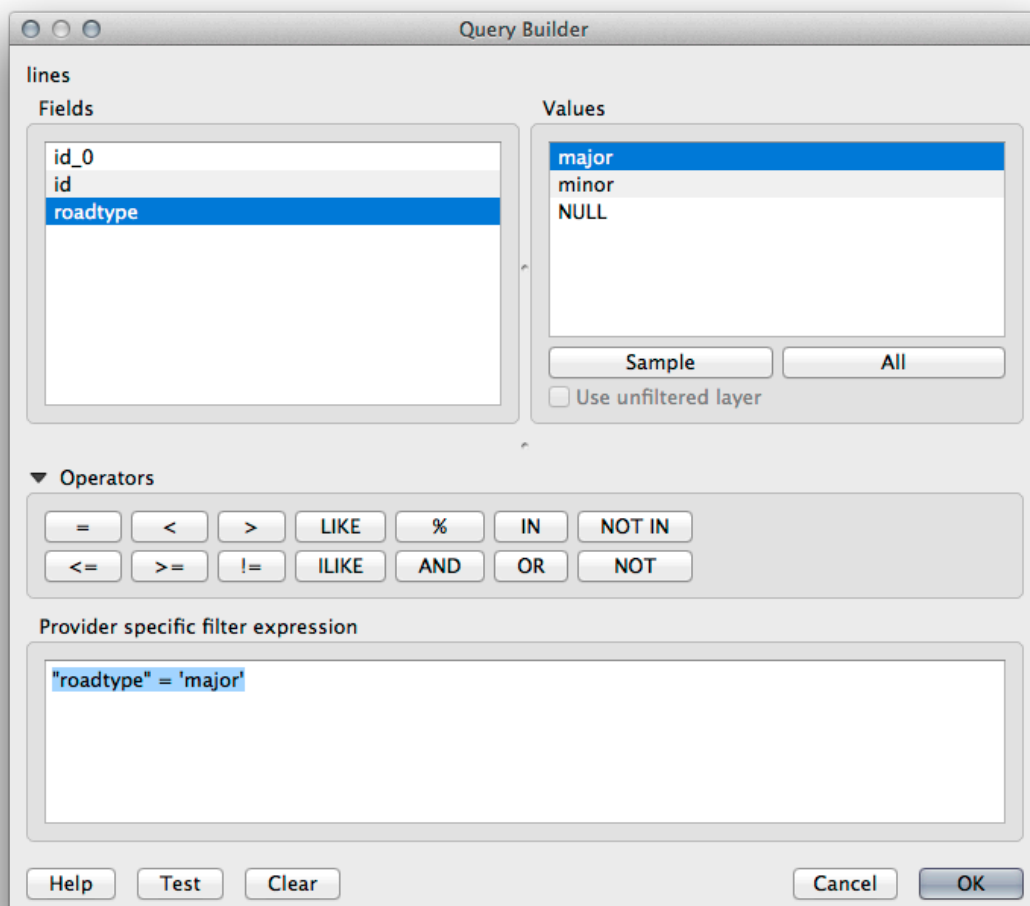 Query Builder
lines
Fields
Values
id_0
id
roadtype
major
minor
NULL
Sample
All
Use unfiltered layer
Operators
= < > LIKE % IN NOT IN
<= >= != ILIKE AND OR NOT
Provider specific filter expression
"roadtype" = 'major'
Help Test Clear Cancel OK